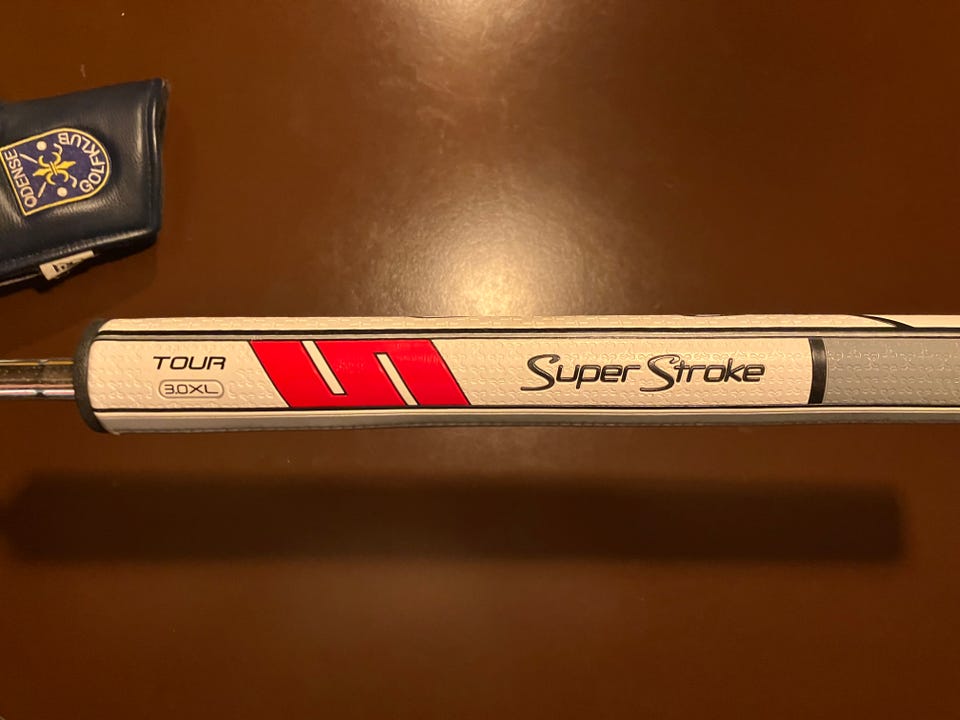 ODENSE
GOLFKLUB
TOUR
3.0XL
Super Stroke